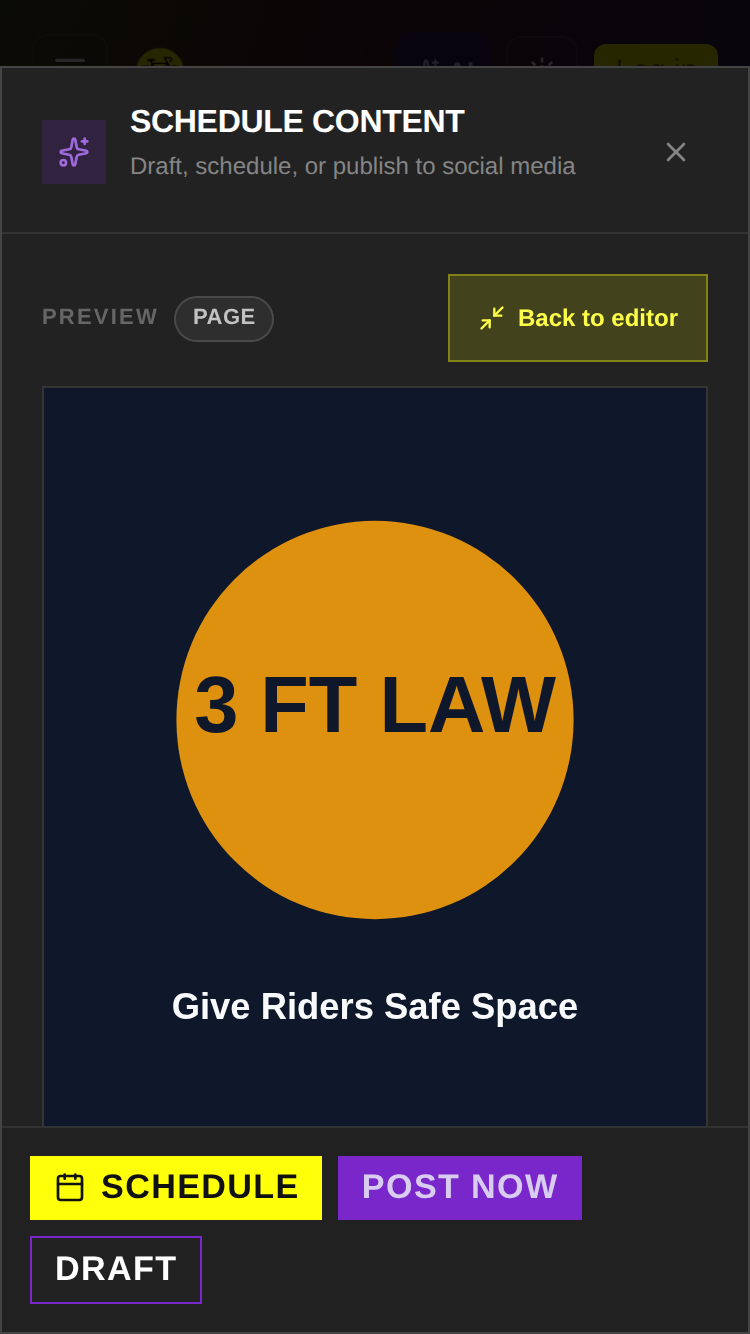 SCHEDULE CONTENT
Draft, schedule, or publish to social media
PREVIEW PAGE
Back to editor
3 FT LAW
Give Riders Safe Space
SCHEDULE POST NOW
DRAFT